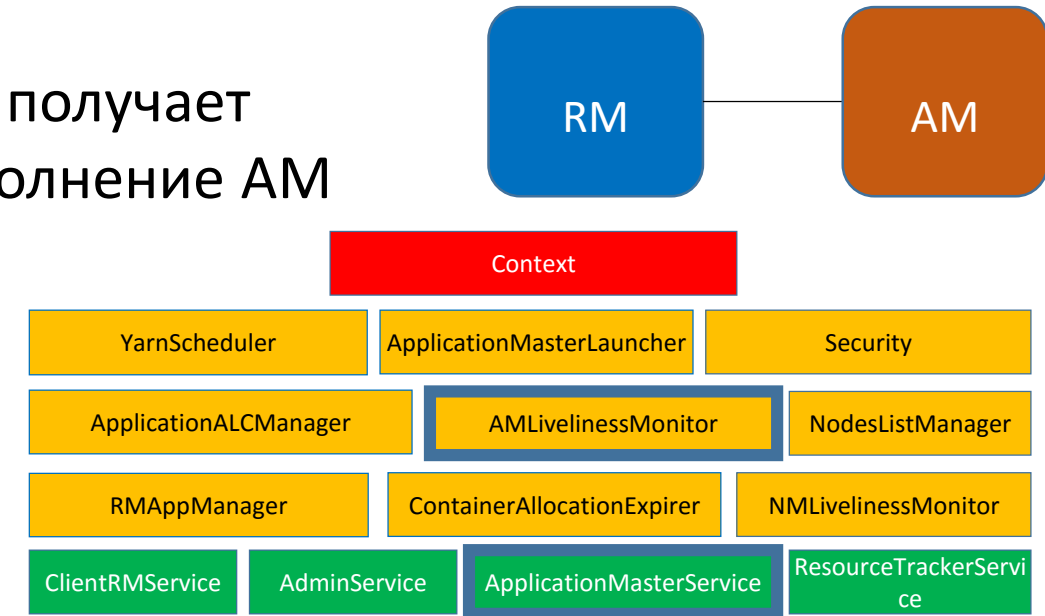 получает
RM
AM
олнение AM
Context
YarnScheduler
ApplicationMasterLauncher
Security
ApplicationALCManager
AMLivelinessMonitor
NodesListManager
RMAppManager
ContainerAllocationExpirer
NMLivelinessMonitor
ClientRMService
AdminService
ApplicationMasterService
ResourceTrackerServi
ce